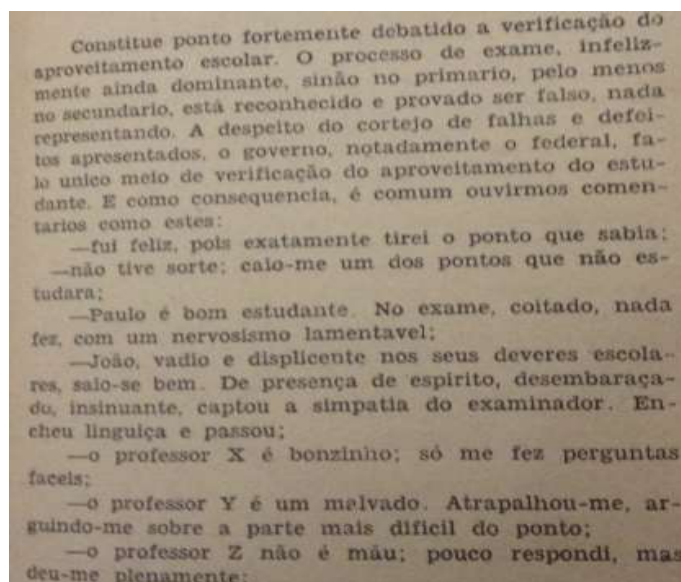 Constitue ponto fortemente debatido a verificação do
aproveitamento escolar. O processo de exame, infeliz-
mente ainda dominante, sinão no primario, pelo menos
no secundario, está reconhecido e provado ser falso, nada
representando. A despeito do cortejo de falhas e defei-
tos apresentados, o governo, notadamente o federal, fa-
lo unico meio de verificação do aproveitamento do estu-
dante. E como consequencia, é comum ouvirmos comen-
tarios como estes:
—fui feliz, pois exatamente tirei o ponto que sabia;
—não tive sorte; caio-me um dos pontos que não es-
tudara;
—Paulo é bom estudante. No exame, coitado, nada
fez, com um nervosismo lamentavel;
—João, vadio e displicente nos seus deveres escola-
res, saio-se bem. De presença de espirito, desembaraça-
do, insinuante, captou a simpatia do examinador. En-
cheu linguiça e passou;
—o professor X é bonzinho; só me fez perguntas
faceis;
—o professor Y é um malvado. Atrapalhou-me, ar-
guindo-me sobre a parte mais dificil do ponto;
—o professor Z não é máu; pouco respondi, mas
deu-me plenamente;